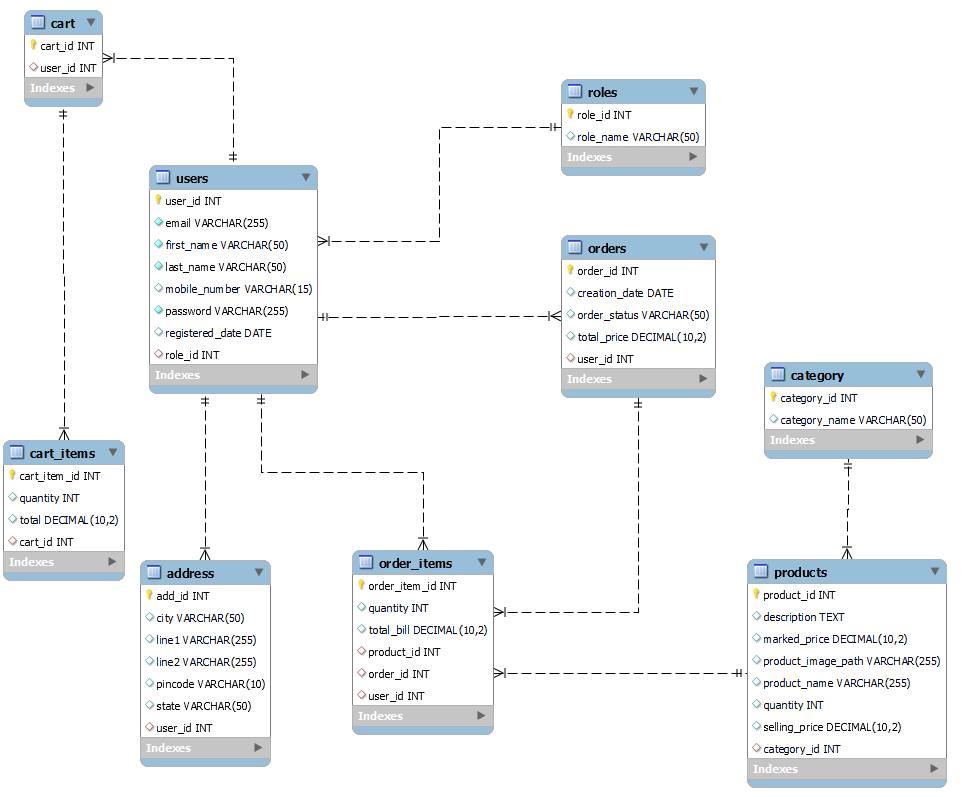 cart
cart_id INT
user_id INT
Indexes
roles
role_id INT
role_name VARCHAR(50)
Indexes
users
user_id INT
email VARCHAR(255)
first_name VARCHAR(50)
last_name VARCHAR(50)
mobile_number VARCHAR(15)
password VARCHAR(255)
registered_date DATE
role_id INT
Indexes
orders
order_id INT
creation_date DATE
order_status VARCHAR(50)
total_price DECIMAL(10,2)
user_id INT
Indexes
category
category_id INT
category_name VARCHAR(50)
Indexes
cart_items
cart_item_id INT
quantity INT
total DECIMAL(10,2)
cart_id INT
Indexes
address
add_id INT
city VARCHAR(50)
line1 VARCHAR(255)
line2 VARCHAR(255)
pincode VARCHAR(10)
state VARCHAR(50)
user_id INT
Indexes
order_items
order_item_id INT
quantity INT
total_bill DECIMAL(10,2)
product_id INT
order_id INT
user_id INT
Indexes
products
product_id INT
description TEXT
marked_price DECIMAL(10,2)
product_image_path VARCHAR(255)
product_name VARCHAR(255)
quantity INT
selling_price DECIMAL(10,2)
category_id INT
Indexes